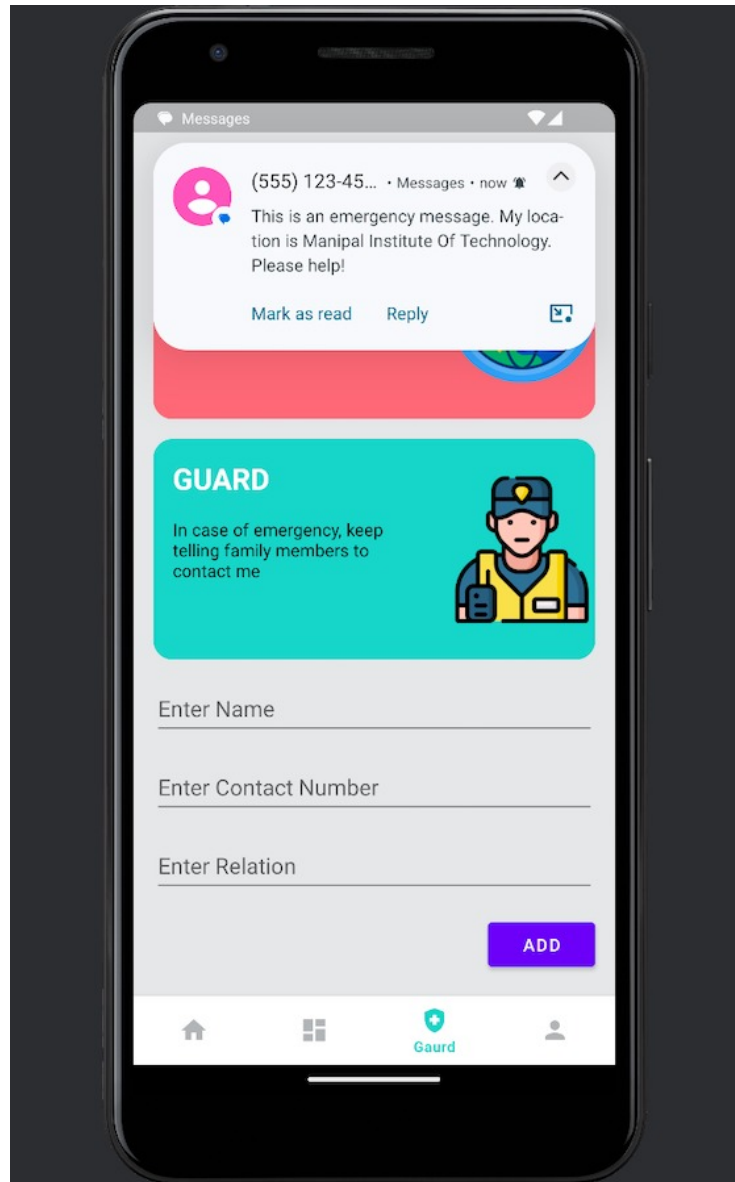 Messages
(555) 123-45... • Messages • now
This is an emergency message. My loca-
tion is Manipal Institute Of Technology.
Please help!
Mark as read Reply
GUARD
In case of emergency, keep
telling family members to
contact me
Enter Name
Enter Contact Number
Enter Relation
ADD
Gaurd